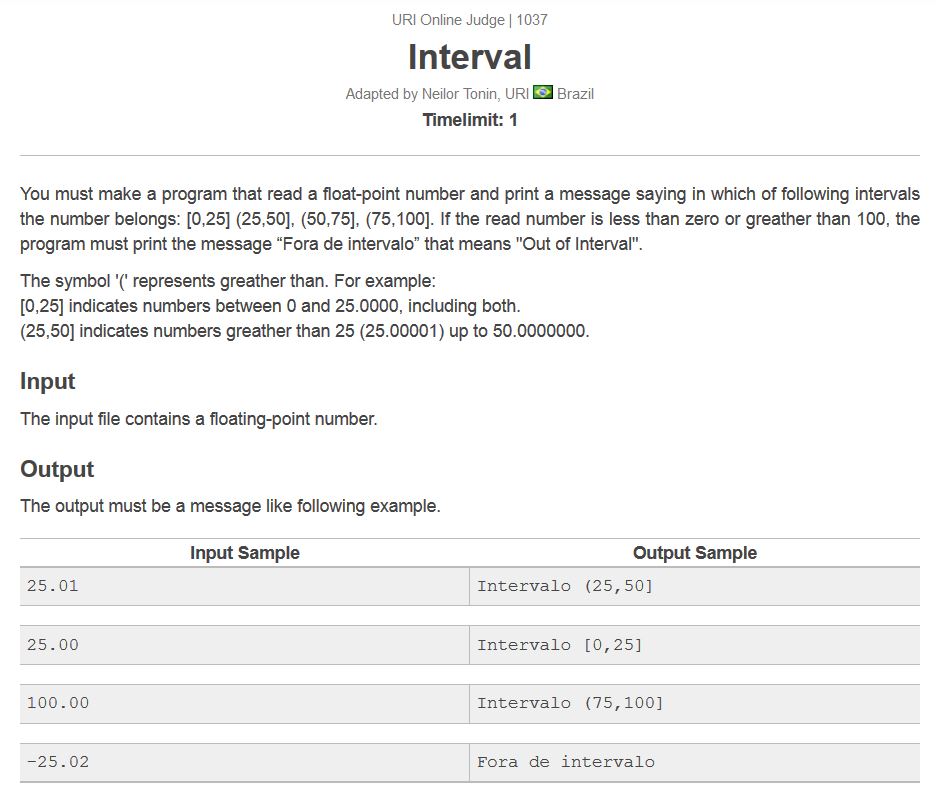 URI Online Judge | 1037
Interval
Adapted by Neilor Tonin, URI Brazil
Timelimit: 1
You must make a program that read a float-point number and print a message saying in which of following intervals
the number belongs: [0,25] (25,50], (50,75], (75,100]. If the read number is less than zero or greather than 100, the
program must print the message “Fora de intervalo” that means "Out of Interval".
The symbol '(' represents greather than. For example:
[0,25] indicates numbers between 0 and 25.0000, including both.
(25,50] indicates numbers greather than 25 (25.00001) up to 50.0000000.
Input
The input file contains a floating-point number.
Output
The output must be a message like following example.
Input Sample Output Sample
25.01 Intervalo (25,50]
25.00 Intervalo [0,25]
100.00 Intervalo (75,100]
-25.02 Fora de intervalo